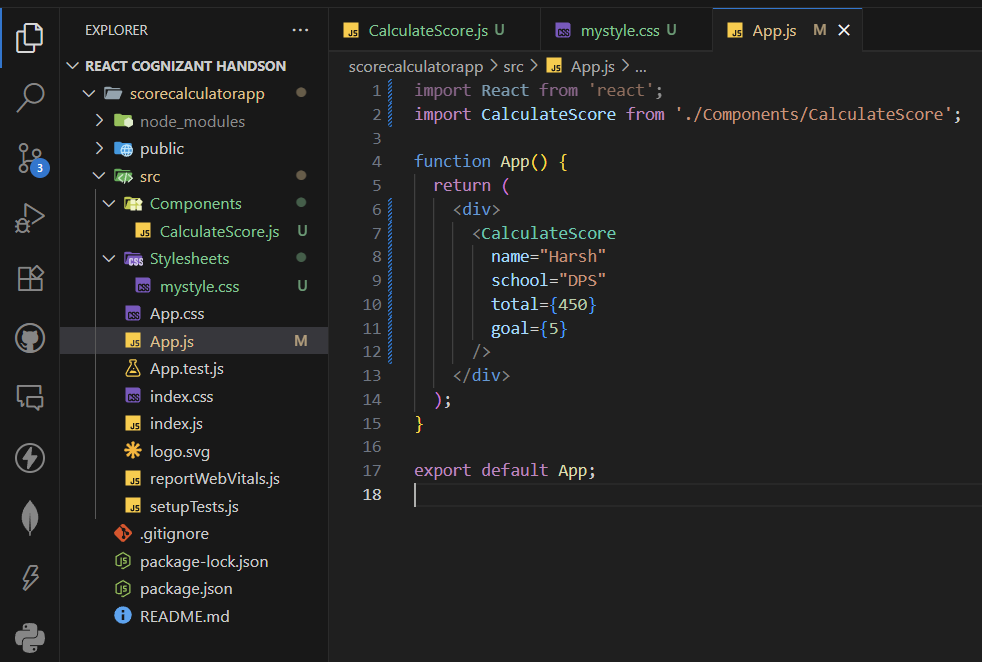 EXPLORER
REACT COGNIZANT HANDSON
scorecalculatorapp
node_modules
public
src
Components
CalculateScore.js U
Stylesheets
mystyle.css U
App.css
App.js M
App.test.js
index.css
index.js
logo.svg
reportWebVitals.js
setupTests.js
.gitignore
package-lock.json
package.json
README.md
3
CalculateScore.js U
mystyle.css U
App.js M
scorecalculatorapp > src > App.js > ...
1 import React from 'react';
2 import CalculateScore from './Components/CalculateScore';
3
4 function App() {
5 return (
6 <div>
7 <CalculateScore
8 name="Harsh"
9 school="DPS"
10 total={450}
11 goal={5}
12 />
13 </div>
14 );
15 }
16
17 export default App;
18